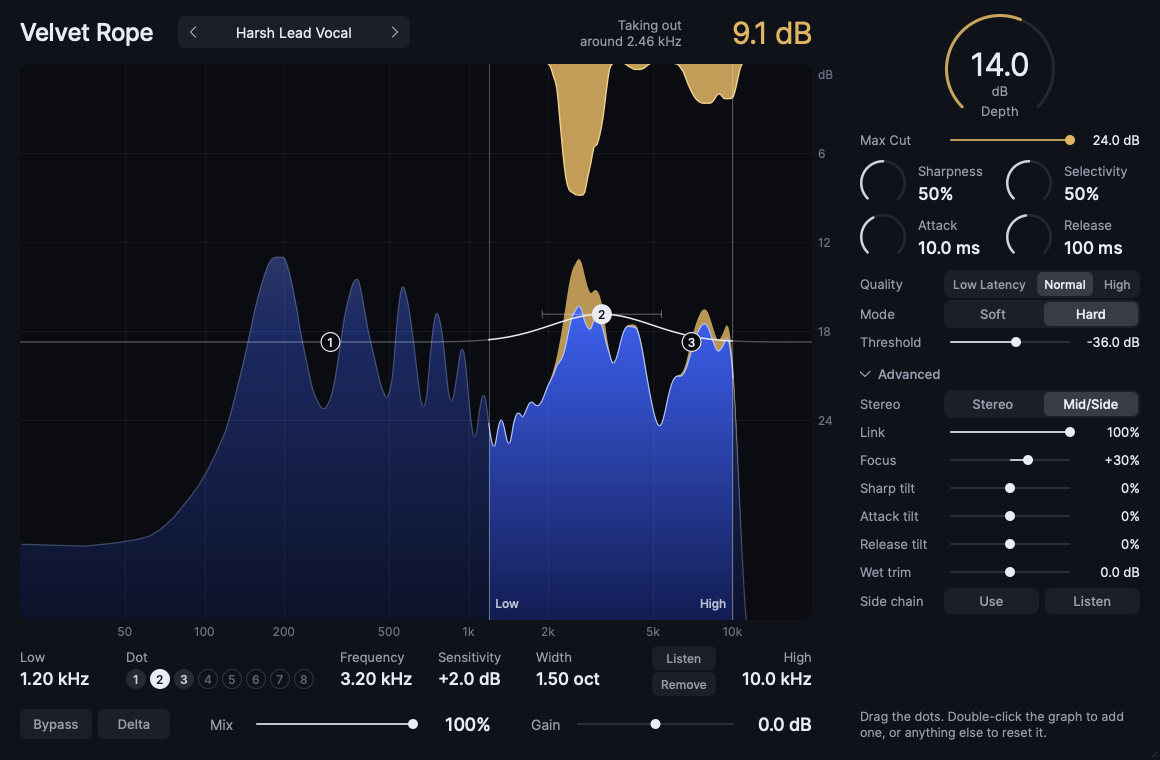 Velvet Rope
Harsh Lead Vocal
Taking out
around 2.46 kHz
9.1 dB
14.0
dB
Depth
dB
6
12
18
24
Max Cut 24.0 dB
Sharpness
50%
Selectivity
50%
Attack
10.0 ms
Release
100 ms
Quality Low Latency Normal High
Mode Soft Hard
Threshold -36.0 dB
Advanced
Stereo Stereo Mid/Side
Link 100%
Focus +30%
Sharp tilt 0%
Attack tilt 0%
Release tilt 0%
Wet trim 0.0 dB
Side chain Use Listen
1 2 3
Low High
50 100 200 500 1k 2k 5k 10k
Low
1.20 kHz
Dot
1 2 3 4 5 6 7 8
Frequency
3.20 kHz
Sensitivity
+2.0 dB
Width
1.50 oct
Listen
Remove
High
10.0 kHz
Bypass Delta Mix 100% Gain 0.0 dB
Drag the dots. Double-click the graph to add
one, or anything else to reset it.